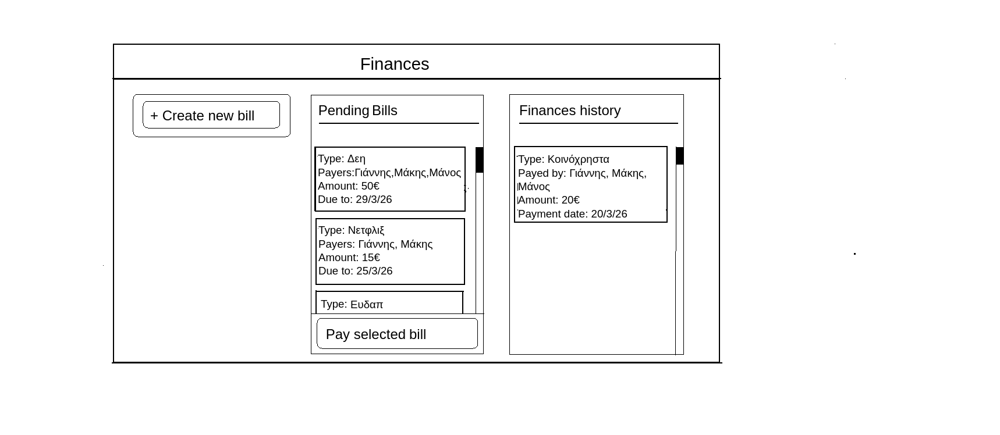 Finances
+ Create new bill
Pending Bills
Type: Δεη
Payers:Γιάννης,Μάκης,Μάνος
Amount: 50€
Due to: 29/3/26
Type: Νετφλιξ
Payers: Γιάννης, Μάκης
Amount: 15€
Due to: 25/3/26
Type: Ευδαπ
Pay selected bill
Finances history
Type: Κοινόχρηστα
Payed by: Γιάννης, Μάκης,
Μάνος
Amount: 20€
Payment date: 20/3/26